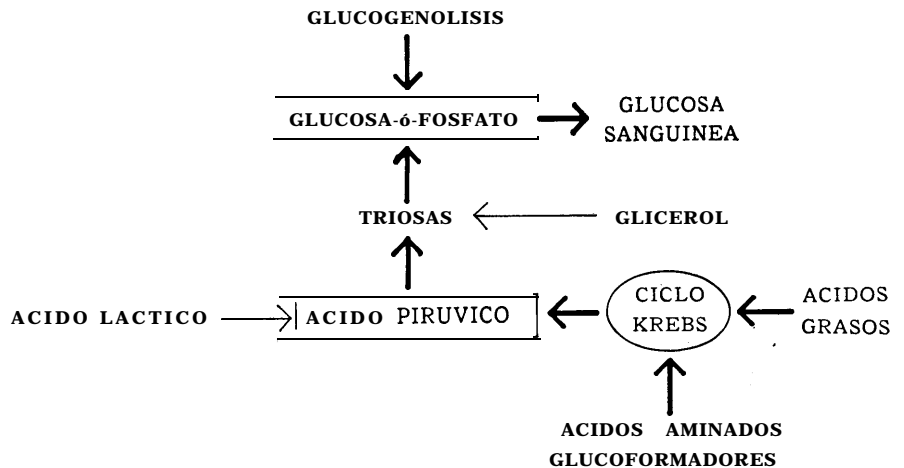 GLUCOGENOLISIS
GLUCOSA-ó-FOSFATO
GLUCOSA
SANGUINEA
TRIOSAS
GLICEROL
ACIDO LACTICO
ACIDO PIRUVICO
CICLO
KREBS
ACIDOS
GRASOS
ACIDOS AMINADOS
GLUCOFORMADORES